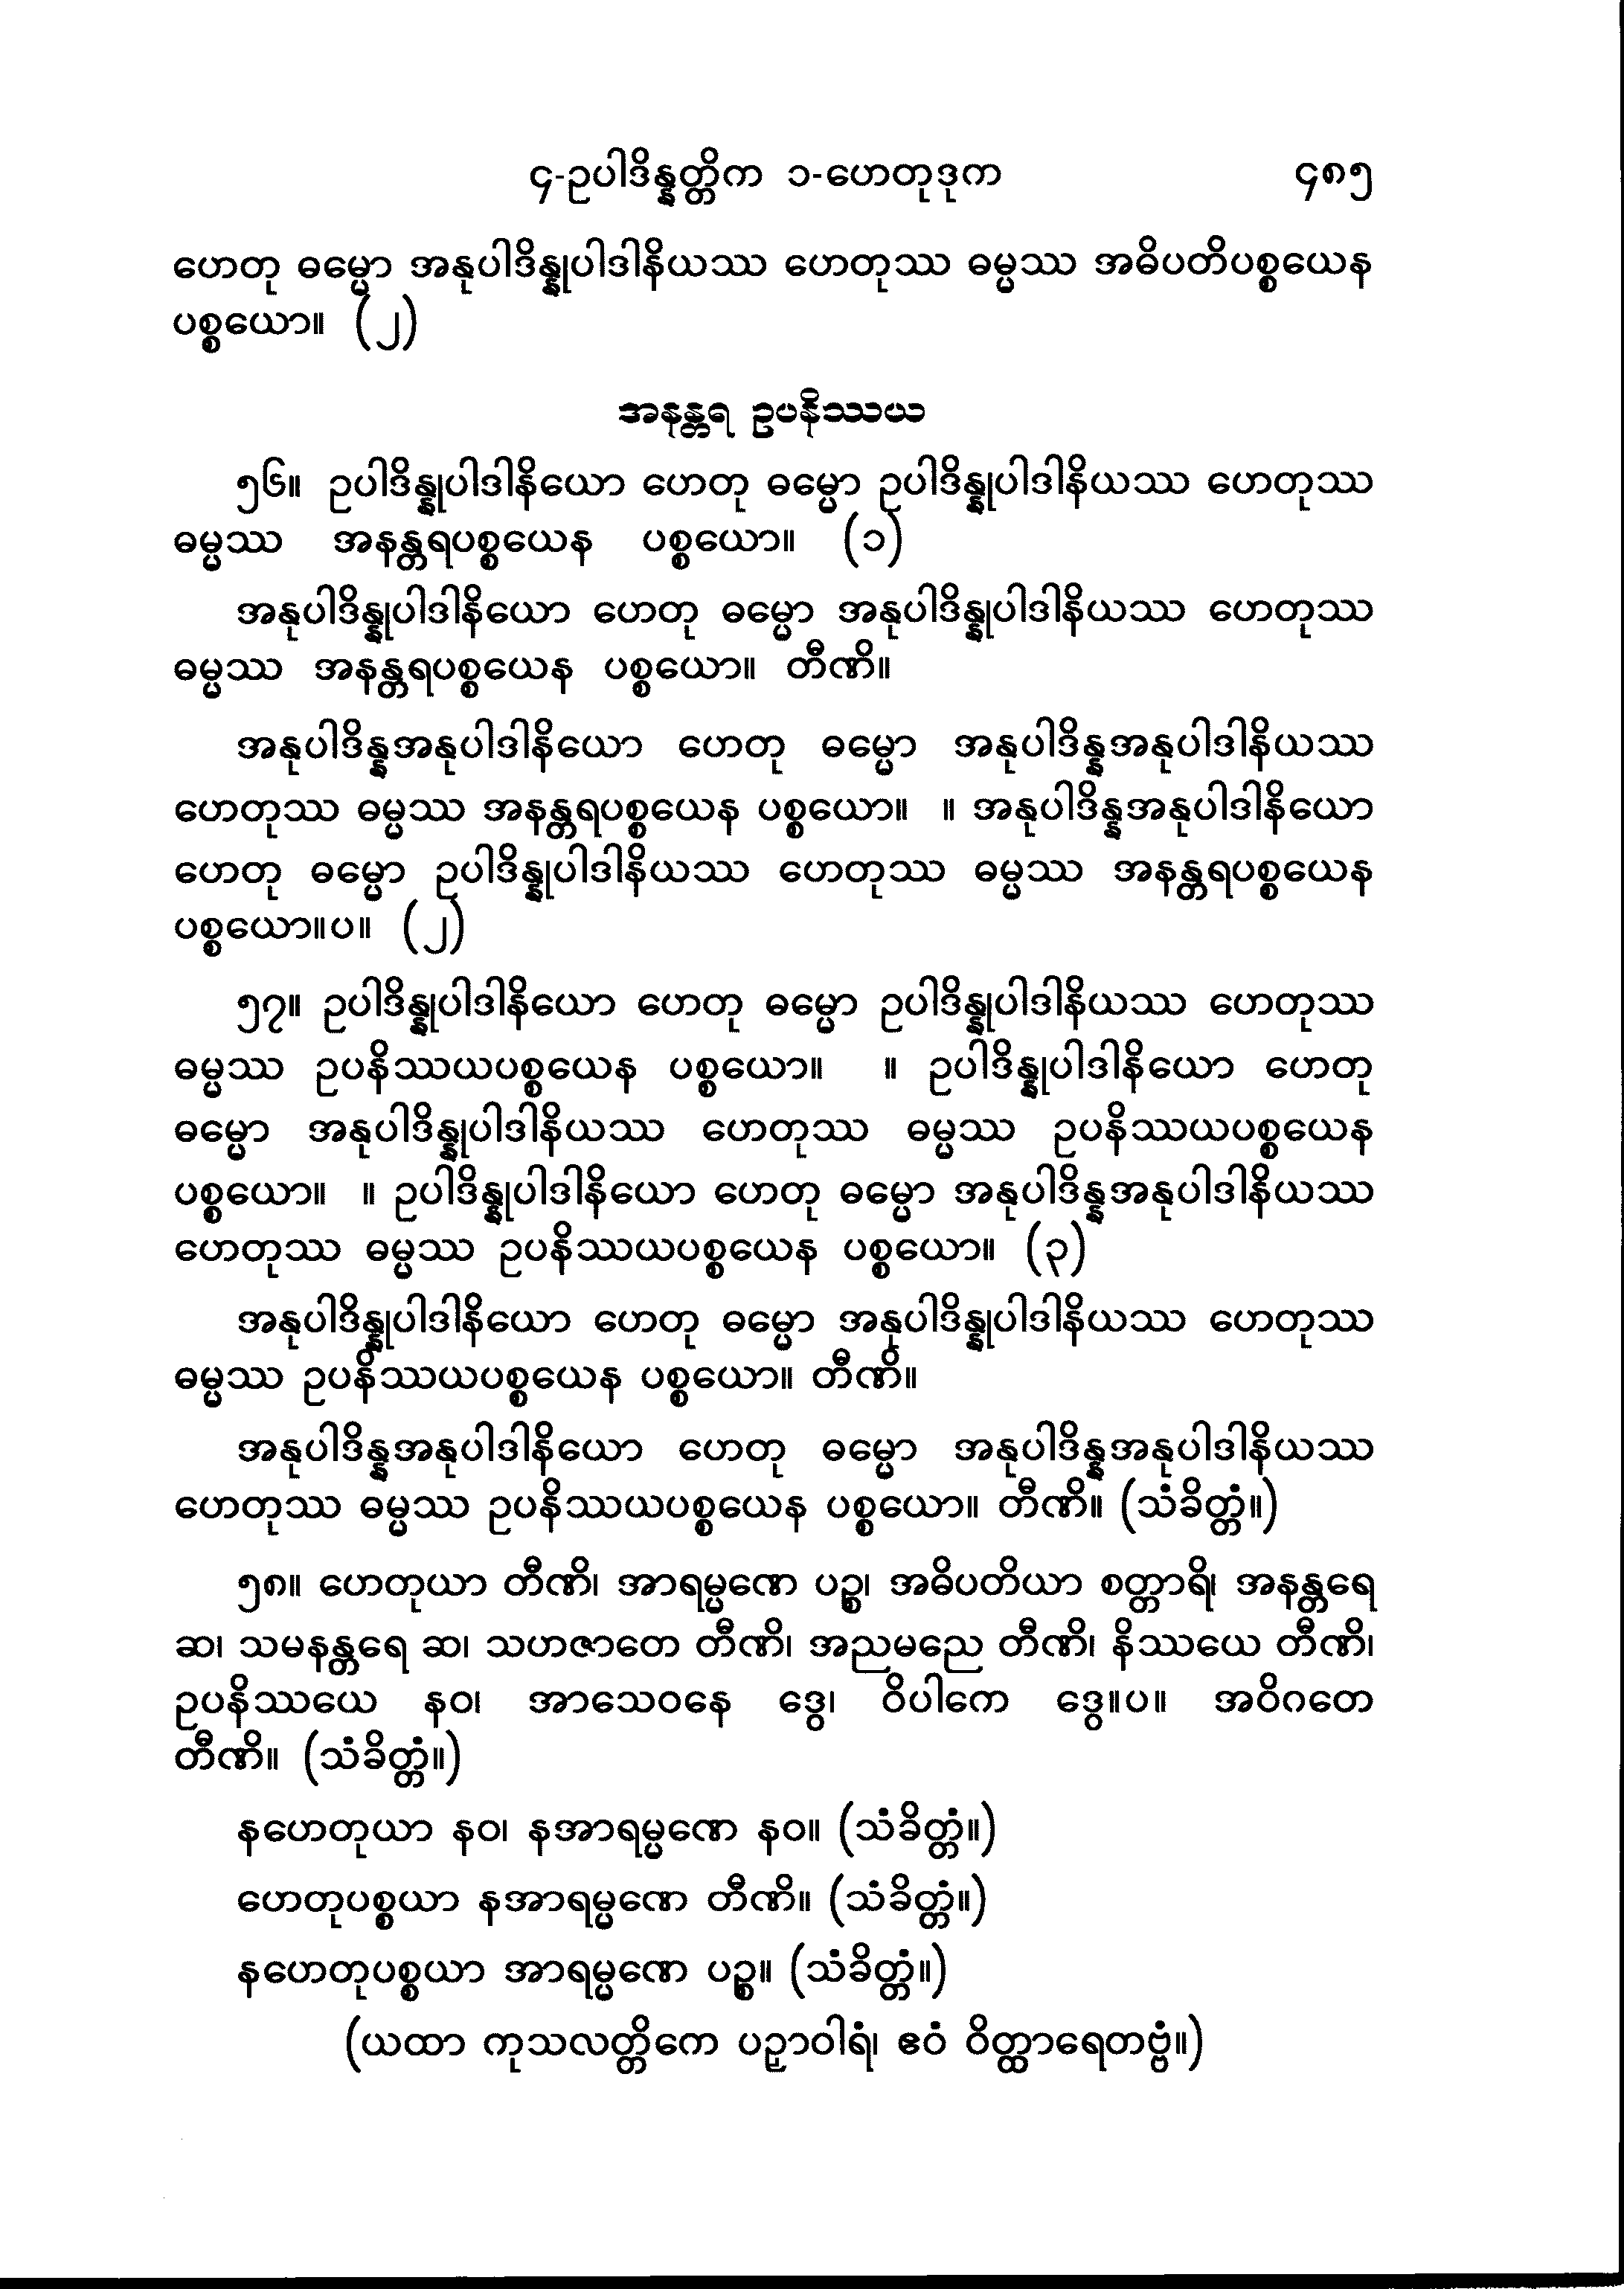 ၄-ဥပါဒိန္နတ္တိက ၁-ဟေတုဒုက ၄၈၅
ဟေတု ဓမ္မော အနုပါဒိန္နုပါဒါနိယဿ ဟေတုဿ ဓမ္မဿ အဓိပတိပစ္စယေန
ပစ္စယော။ (၂)
အနန္တရ ဥပနိဿယ
၅၆။ ဥပါဒိန္နုပါဒါနိယော ဟေတု ဓမ္မော ဥပါဒိန္နုပါဒါနိယဿ ဟေတုဿ
ဓမ္မဿ အနန္တရပစ္စယေန ပစ္စယော။ (၁)
အနုပါဒိန္နုပါဒါနိယော ဟေတု ဓမ္မော အနုပါဒိန္နုပါဒါနိယဿ ဟေတုဿ
ဓမ္မဿ အနန္တရပစ္စယေန ပစ္စယော။ တီဏိ။
အနုပါဒိန္နအနုပါဒါနိယော ဟေတု ဓမ္မော အနုပါဒိန္နအနုပါဒါနိယဿ
ဟေတုဿ ဓမ္မဿ အနန္တရပစ္စယေန ပစ္စယော။ ။ အနုပါဒိန္နအနုပါဒါနိယော
ဟေတု ဓမ္မော ဥပါဒိန္နုပါဒါနိယဿ ဟေတုဿ ဓမ္မဿ အနန္တရပစ္စယေန
ပစ္စယော။ပ။ (၂)
၅၇။ ဥပါဒိန္နုပါဒါနိယော ဟေတု ဓမ္မော ဥပါဒိန္နုပါဒါနိယဿ ဟေတုဿ
ဓမ္မဿ ဥပနိဿယပစ္စယေန ပစ္စယော။ ။ ဥပါဒိန္နုပါဒါနိယော ဟေတု
ဓမ္မော အနုပါဒိန္နုပါဒါနိယဿ ဟေတုဿ ဓမ္မဿ ဥပနိဿယပစ္စယေန
ပစ္စယော။ ။ ဥပါဒိန္နုပါဒါနိယော ဟေတု ဓမ္မော အနုပါဒိန္နအနုပါဒါနိယဿ
ဟေတုဿ ဓမ္မဿ ဥပနိဿယပစ္စယေန ပစ္စယော။ (၃)
အနုပါဒိန္နုပါဒါနိယော ဟေတု ဓမ္မော အနုပါဒိန္နုပါဒါနိယဿ ဟေတုဿ
ဓမ္မဿ ဥပနိဿယပစ္စယေန ပစ္စယော။ တီဏိ။
အနုပါဒိန္နအနုပါဒါနိယော ဟေတု ဓမ္မော အနုပါဒိန္နအနုပါဒါနိယဿ
ဟေတုဿ ဓမ္မဿ ဥပနိဿယပစ္စယေန ပစ္စယော။ တီဏိ။ (သံခိတ္တံ။)
၅၈။ ဟေတုယာ တီဏိ၊ အာရမ္မဏေ ပဉ္စ၊ အဓိပတိယာ စတ္တာရိ၊ အနန္တရေ
ဆ၊ သမနန္တရေ ဆ၊ သဟဇာတေ တီဏိ၊ အညမညေ တီဏိ၊ နိဿယေ တီဏိ၊
ဥပနိဿယေ နဝ၊ အာသေဝနေ ဒွေ၊ ဝိပါကေ ဒွေ။ပ။ အဝိဂတေ
တီဏိ။ (သံခိတ္တံ။)
နဟေတုယာ နဝ၊ နအာရမ္မဏေ နဝ။ (သံခိတ္တံ။)
ဟေတုပစ္စယာ နအာရမ္မဏေ တီဏိ။ (သံခိတ္တံ။)
နဟေတုပစ္စယာ အာရမ္မဏေ ပဉ္စ။ (သံခိတ္တံ။)
(ယထာ ကုသလတ္တိကေ ပဉှာဝါရံ၊ ဧဝံ ဝိတ္ထာရေတဗ္ဗံ။)